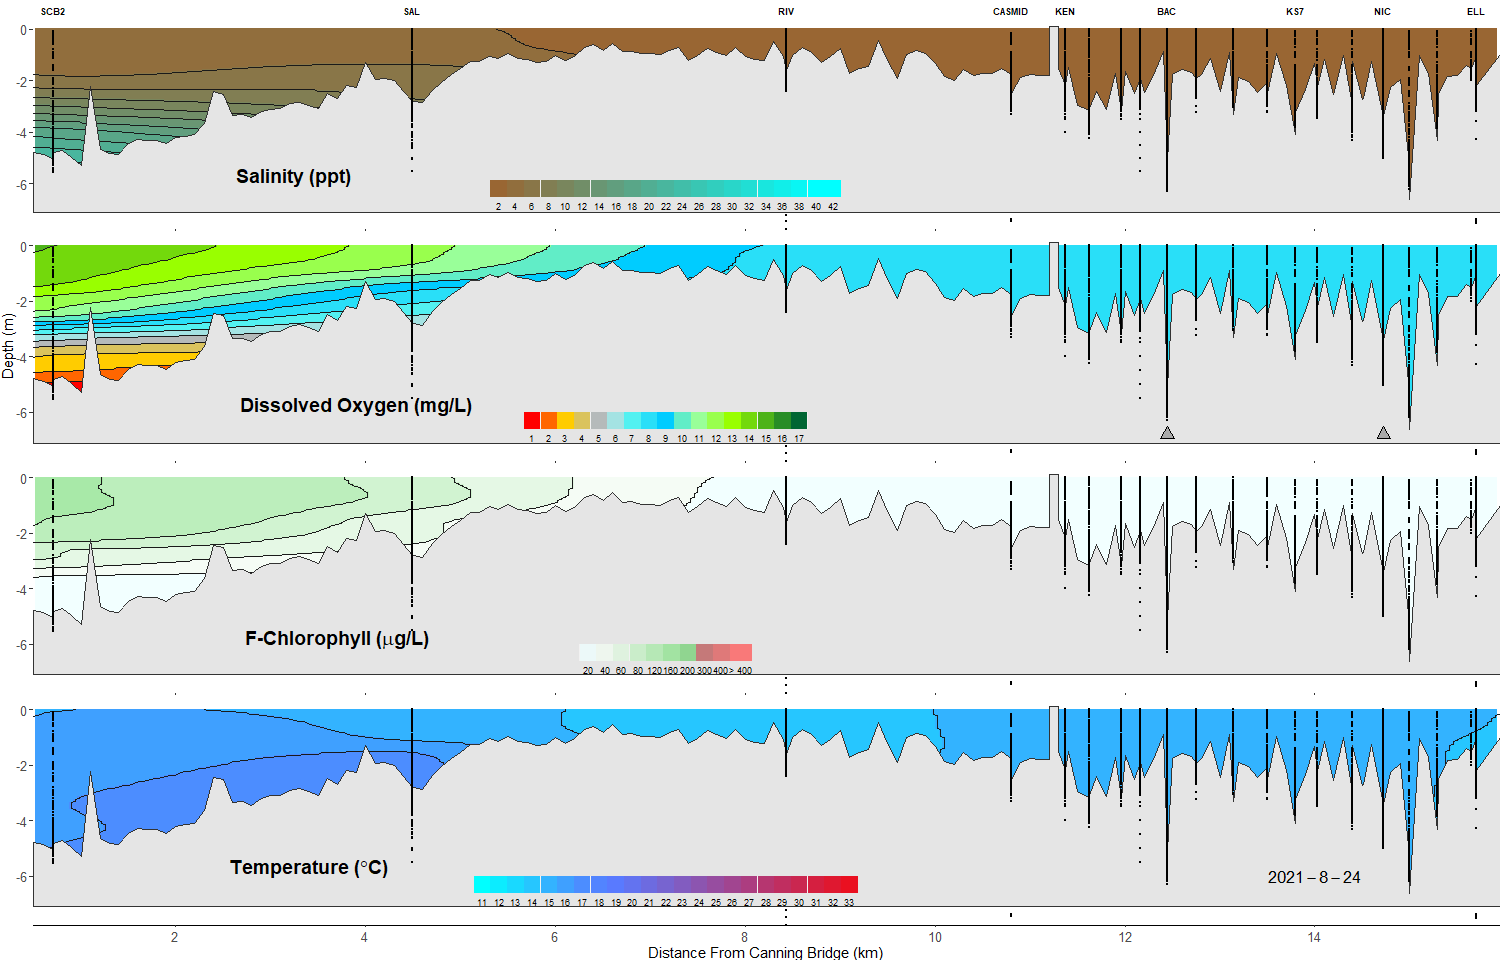 SCB2 SAL RIV CASMID KEN BAC KS7 NIC ELL
0
-2
-4
-6
Salinity (ppt)
2 4 6 8 10 12 14 16 18 20 22 24 26 28 30 32 34 36 38 40 42
0
-2
-4
-6
Dissolved Oxygen (mg/L)
1 2 3 4 5 6 7 8 9 10 11 12 13 14 15 16 17
Depth (m)
0
-2
-4
-6
F-Chlorophyll (μg/L)
20 40 60 80 120 160 200 300 400 > 400
0
-2
-4
-6
Temperature (°C)
2021 – 8 – 24
11 12 13 14 15 16 17 18 19 20 21 22 23 24 25 26 27 28 29 30 31 32 33
2 4 6 8 10 12 14
Distance From Canning Bridge (km)